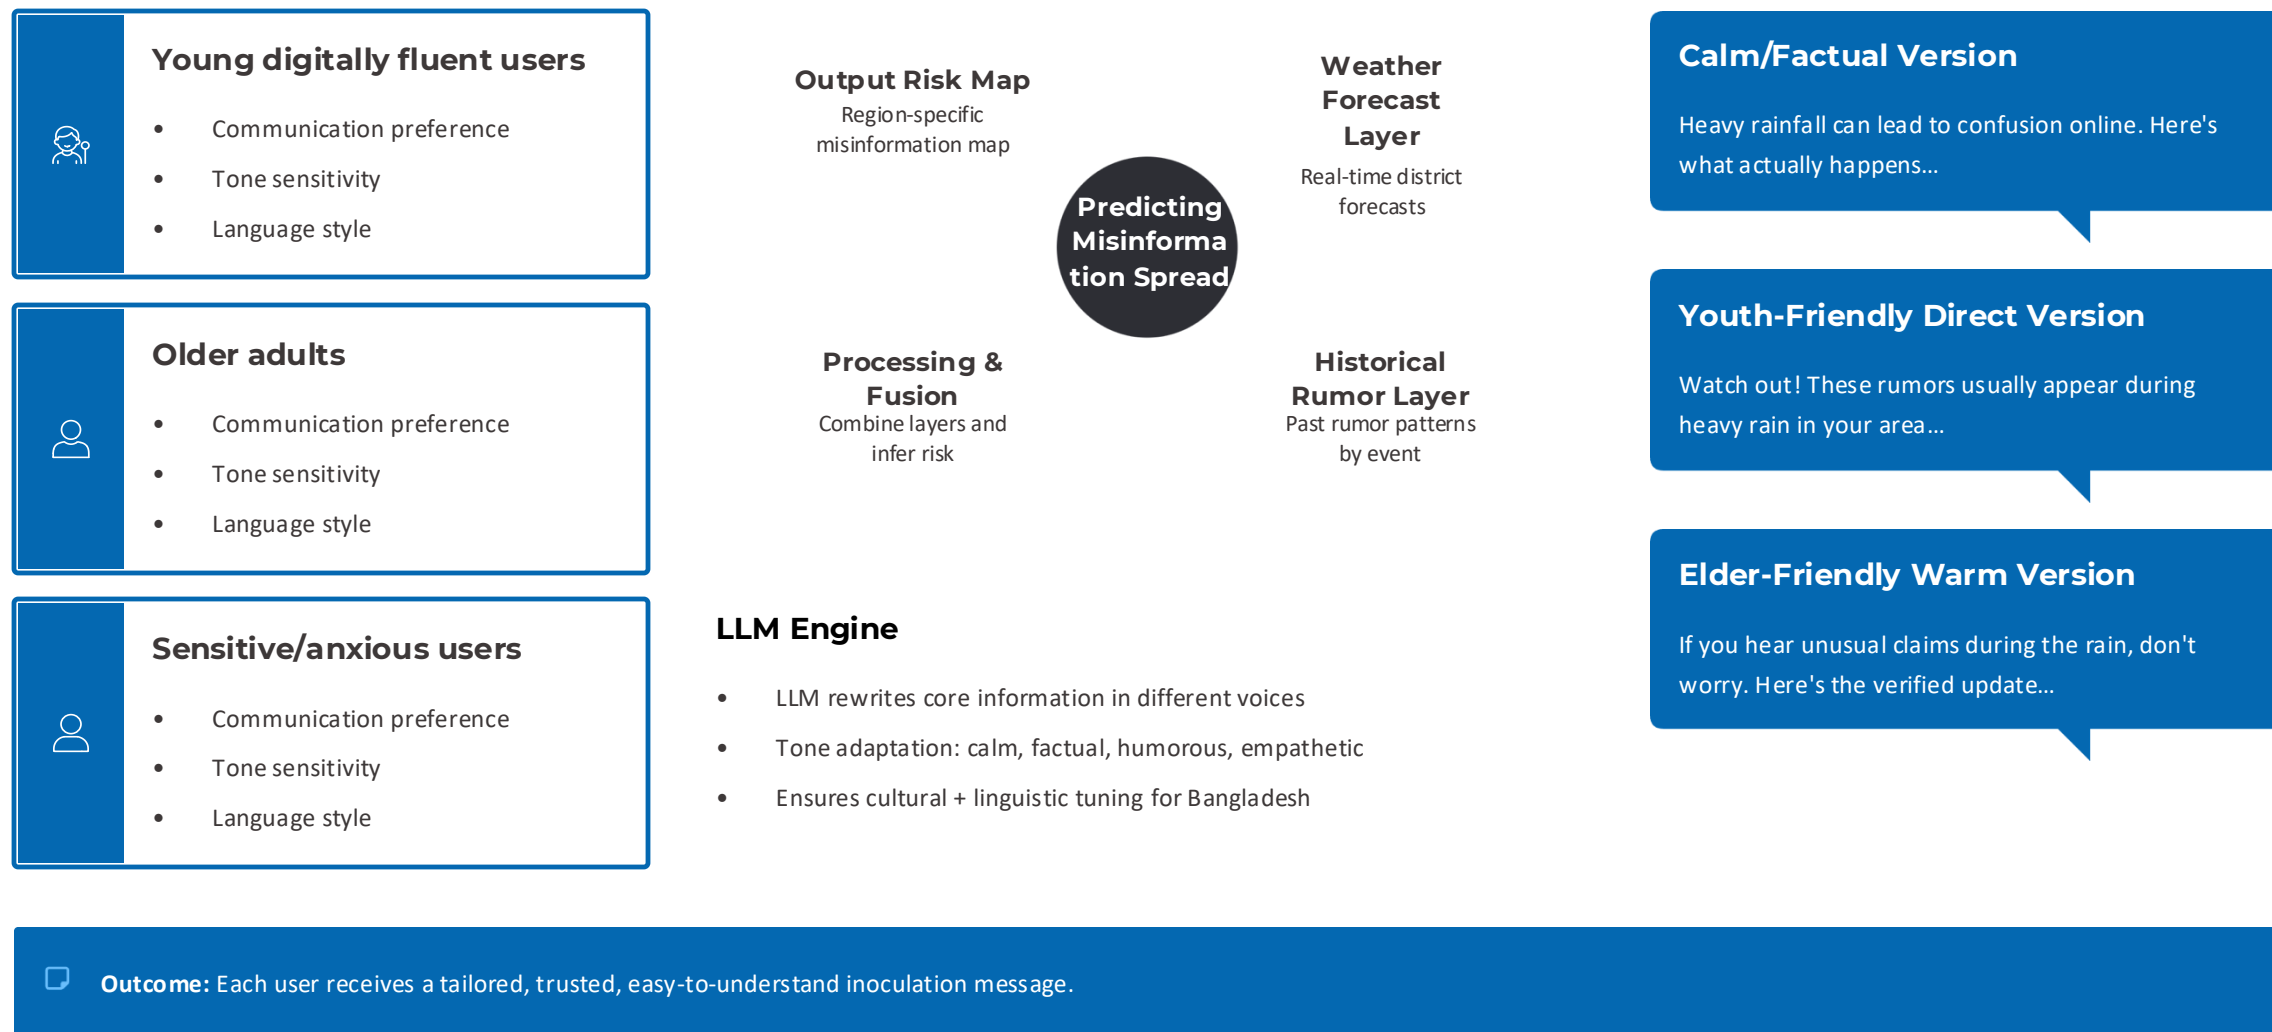 Young digitally fluent users
• Communication preference
• Tone sensitivity
• Language style
Older adults
• Communication preference
• Tone sensitivity
• Language style
Sensitive/anxious users
• Communication preference
• Tone sensitivity
• Language style
Output Risk Map
Region-specific
misinformation map
Weather
Forecast
Layer
Real-time district
forecasts
Predicting
Misinforma
tion Spread
Processing &
Fusion
Combine layers and
infer risk
Historical
Rumor Layer
Past rumor patterns
by event
LLM Engine
• LLM rewrites core information in different voices
• Tone adaptation: calm, factual, humorous, empathetic
• Ensures cultural + linguistic tuning for Bangladesh
Calm/Factual Version
Heavy rainfall can lead to confusion online. Here's
what actually happens...
Youth-Friendly Direct Version
Watch out! These rumors usually appear during
heavy rain in your area...
Elder-Friendly Warm Version
If you hear unusual claims during the rain, don't
worry. Here's the verified update...
Outcome: Each user receives a tailored, trusted, easy-to-understand inoculation message.